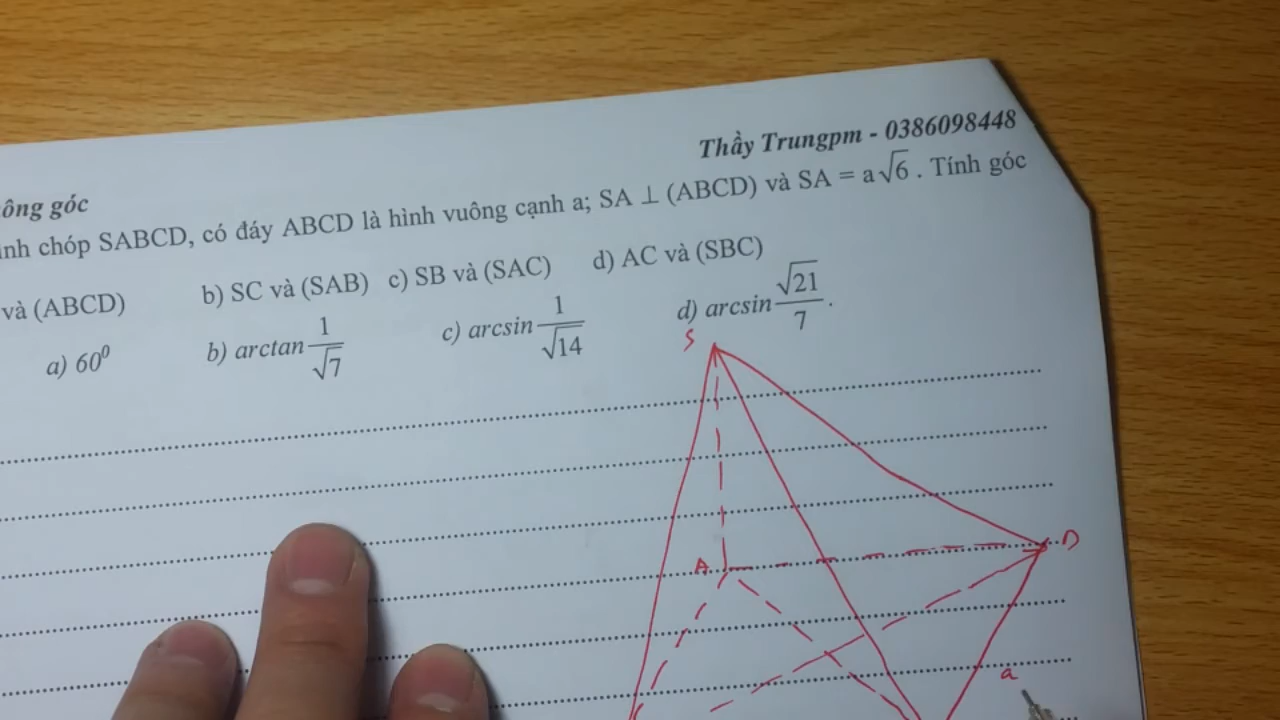 Thầy Trungpm - 0386098448
ông góc
ình chóp SABCD, có đáy ABCD là hình vuông cạnh a; SA ⊥ (ABCD) và SA = a√6 . Tính góc
và (ABCD) b) SC và (SAB) c) SB và (SAC) d) AC và (SBC)
a) 60⁰ b) arctan 1/√7 c) arcsin 1/√14 d) arcsin √21/7 .
S
A
D
a